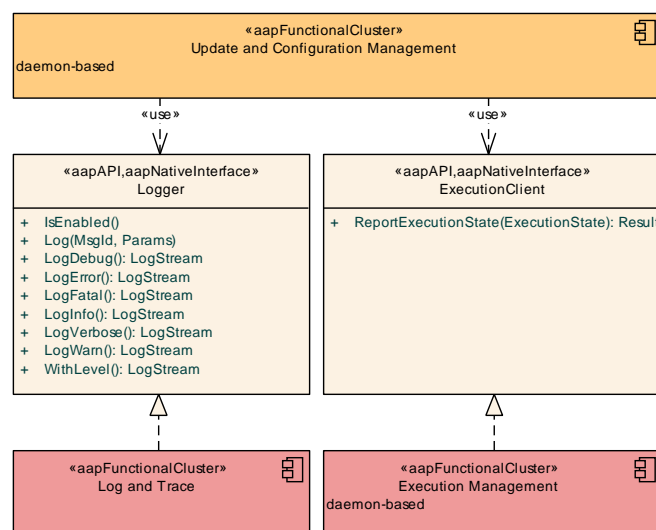 «aapFunctionalCluster»
Update and Configuration Management
daemon-based
«use»
«use»
«aapAPI,aapNativeInterface»
Logger
+ IsEnabled()
+ Log(MsgId, Params)
+ LogDebug(): LogStream
+ LogError(): LogStream
+ LogFatal(): LogStream
+ LogInfo(): LogStream
+ LogVerbose(): LogStream
+ LogWarn(): LogStream
+ WithLevel(): LogStream
«aapAPI,aapNativeInterface»
ExecutionClient
+ ReportExecutionState(ExecutionState): Result
«aapFunctionalCluster»
Log and Trace
«aapFunctionalCluster»
Execution Management
daemon-based